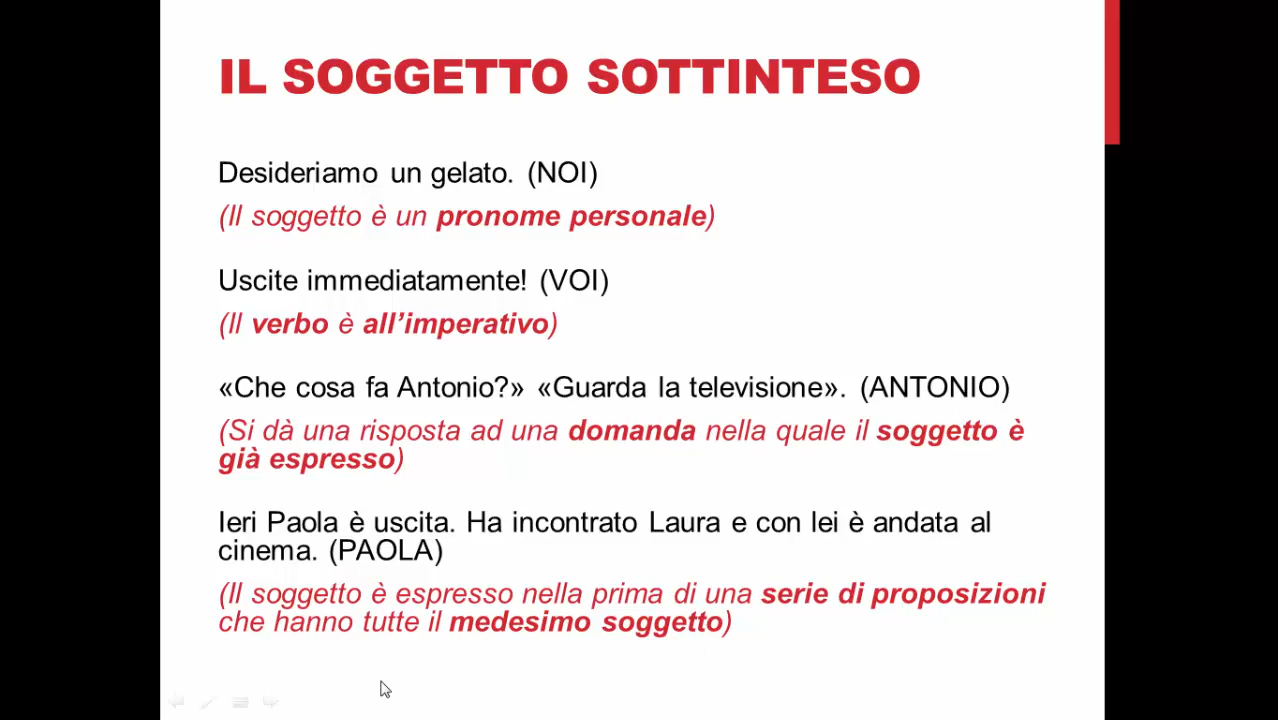 IL SOGGETTO SOTTINTESO
Desideriamo un gelato. (NOI)
(Il soggetto è un pronome personale)
Uscite immediatamente! (VOI)
(Il verbo è all’imperativo)
«Che cosa fa Antonio?» «Guarda la televisione». (ANTONIO)
(Si dà una risposta ad una domanda nella quale il soggetto è
già espresso)
Ieri Paola è uscita. Ha incontrato Laura e con lei è andata al
cinema. (PAOLA)
(Il soggetto è espresso nella prima di una serie di proposizioni
che hanno tutte il medesimo soggetto)